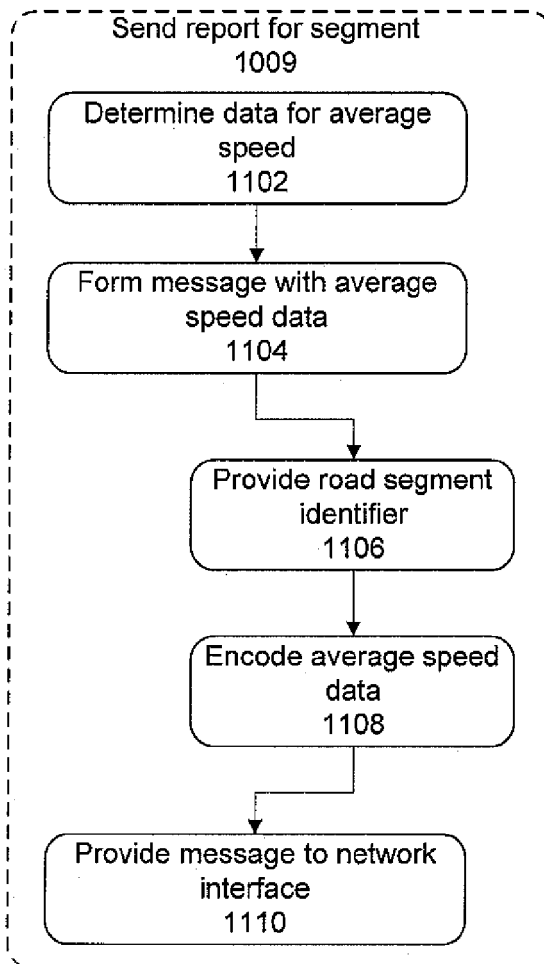 Send report for segment
1009
Determine data for average
speed
1102
Form message with average
speed data
1104
Provide road segment
identifier
1106
Encode average speed
data
1108
Provide message to network
interface
1110